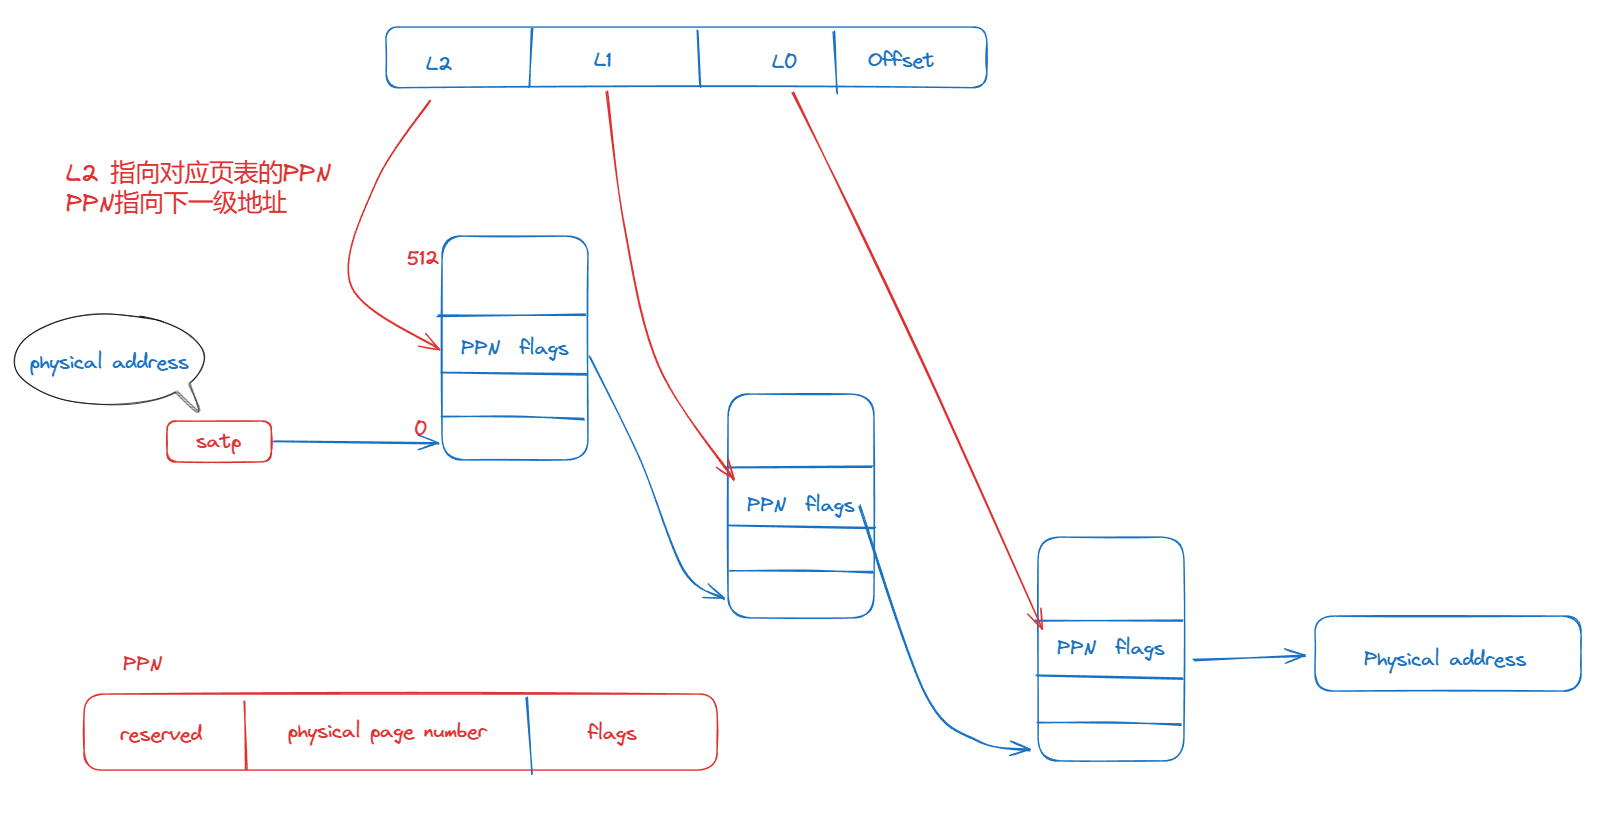 L2
L1
L0
Offset
L2 指向对应页表的PPN
PPN指向下一级地址
512
PPN flags
physical address
0
satp
PPN flags
PPN flags
Physical address
PPN
reserved
physical page number
flags